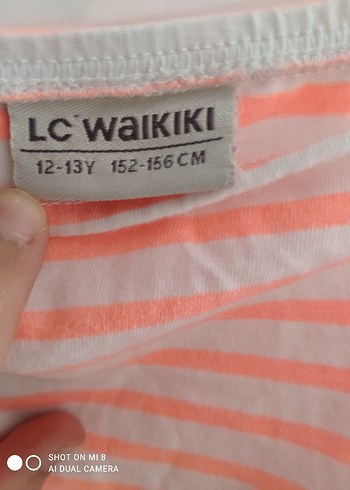 LC WAIKIKI
12-13Y 152-156 CM
SHOT ON MI 8
AI DUAL CAMERA